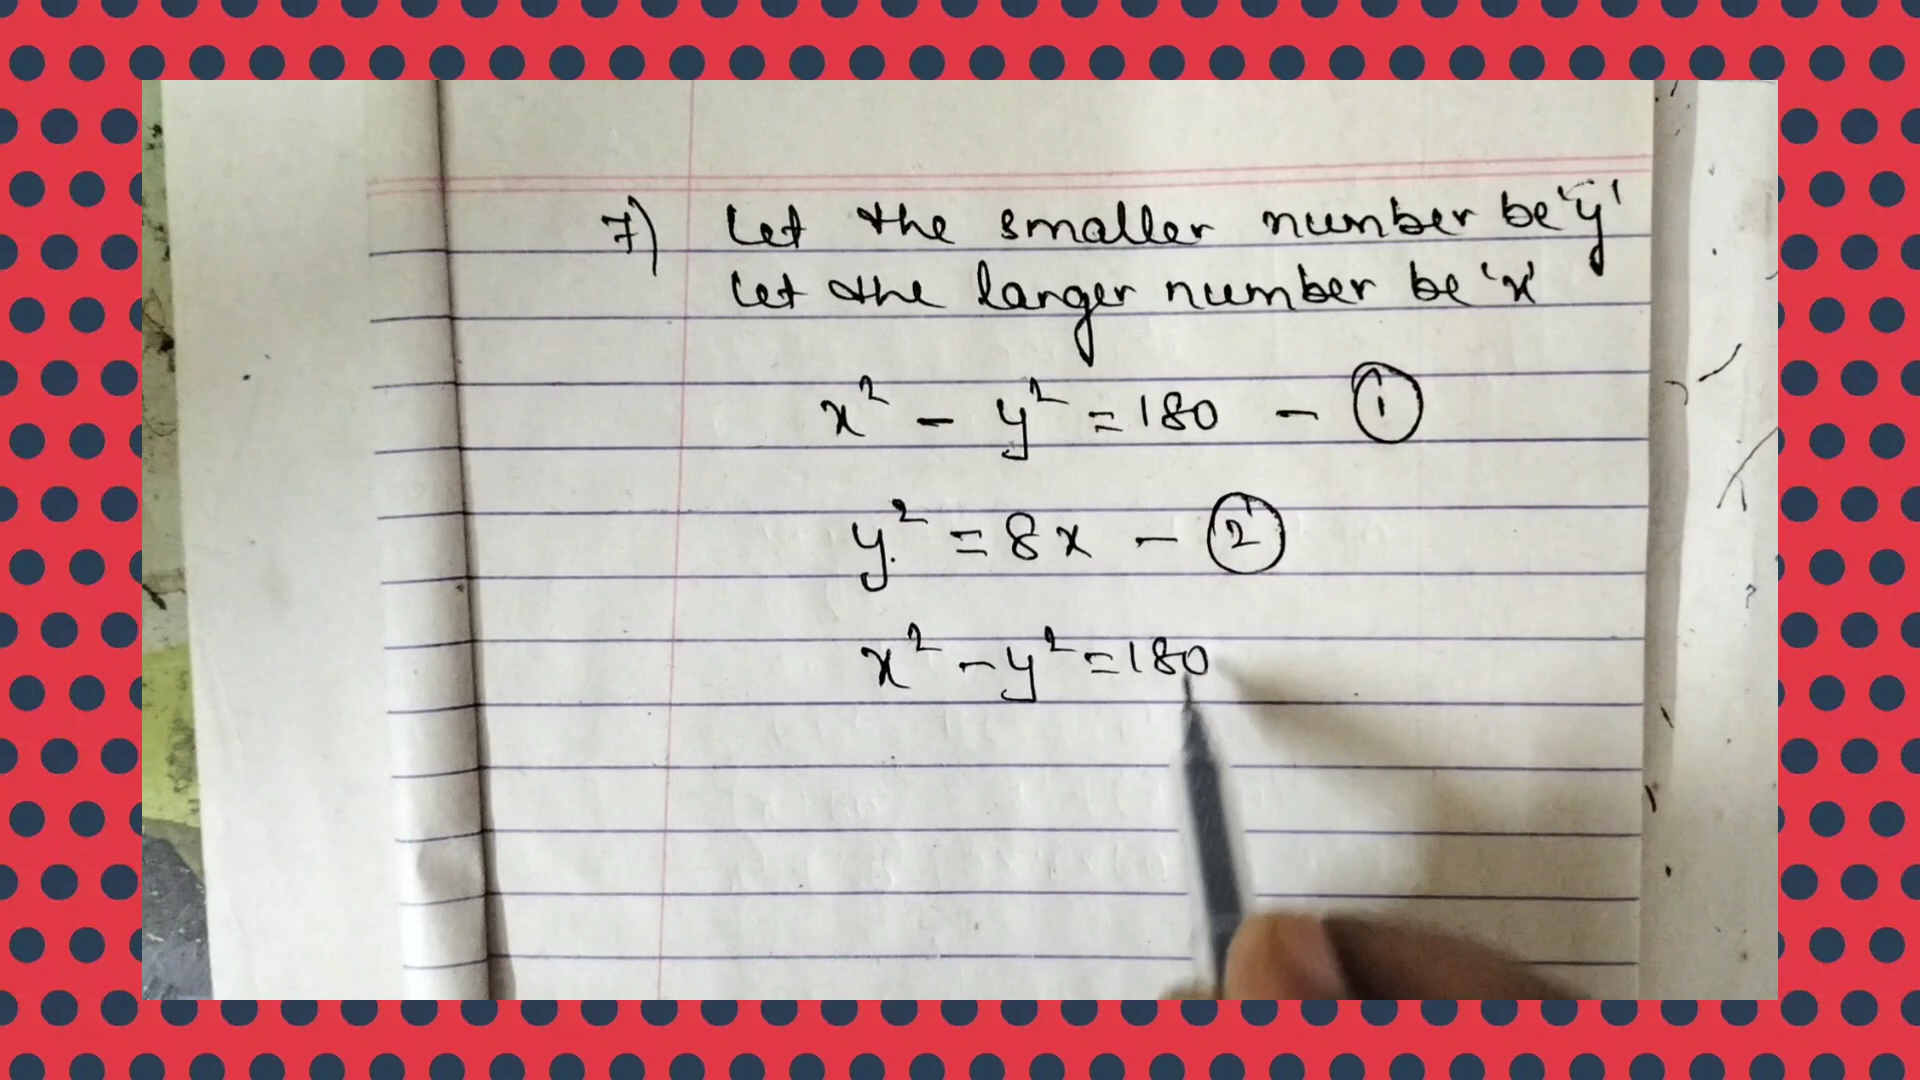 7) Let the smaller number be 'y'
Let the larger number be 'x'
x² - y² = 180 - ①
y² = 8x - ②
x² - y² = 180